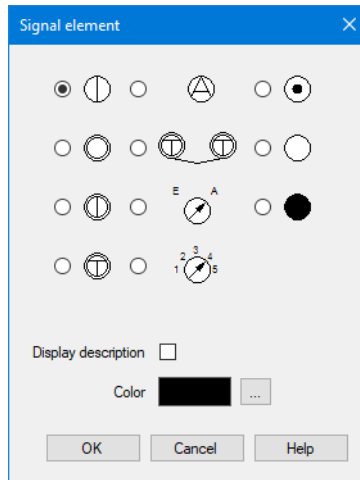 Signal element
A
T T
E A
T
1 2 3 4 5
Display description
Color
...
OK Cancel Help